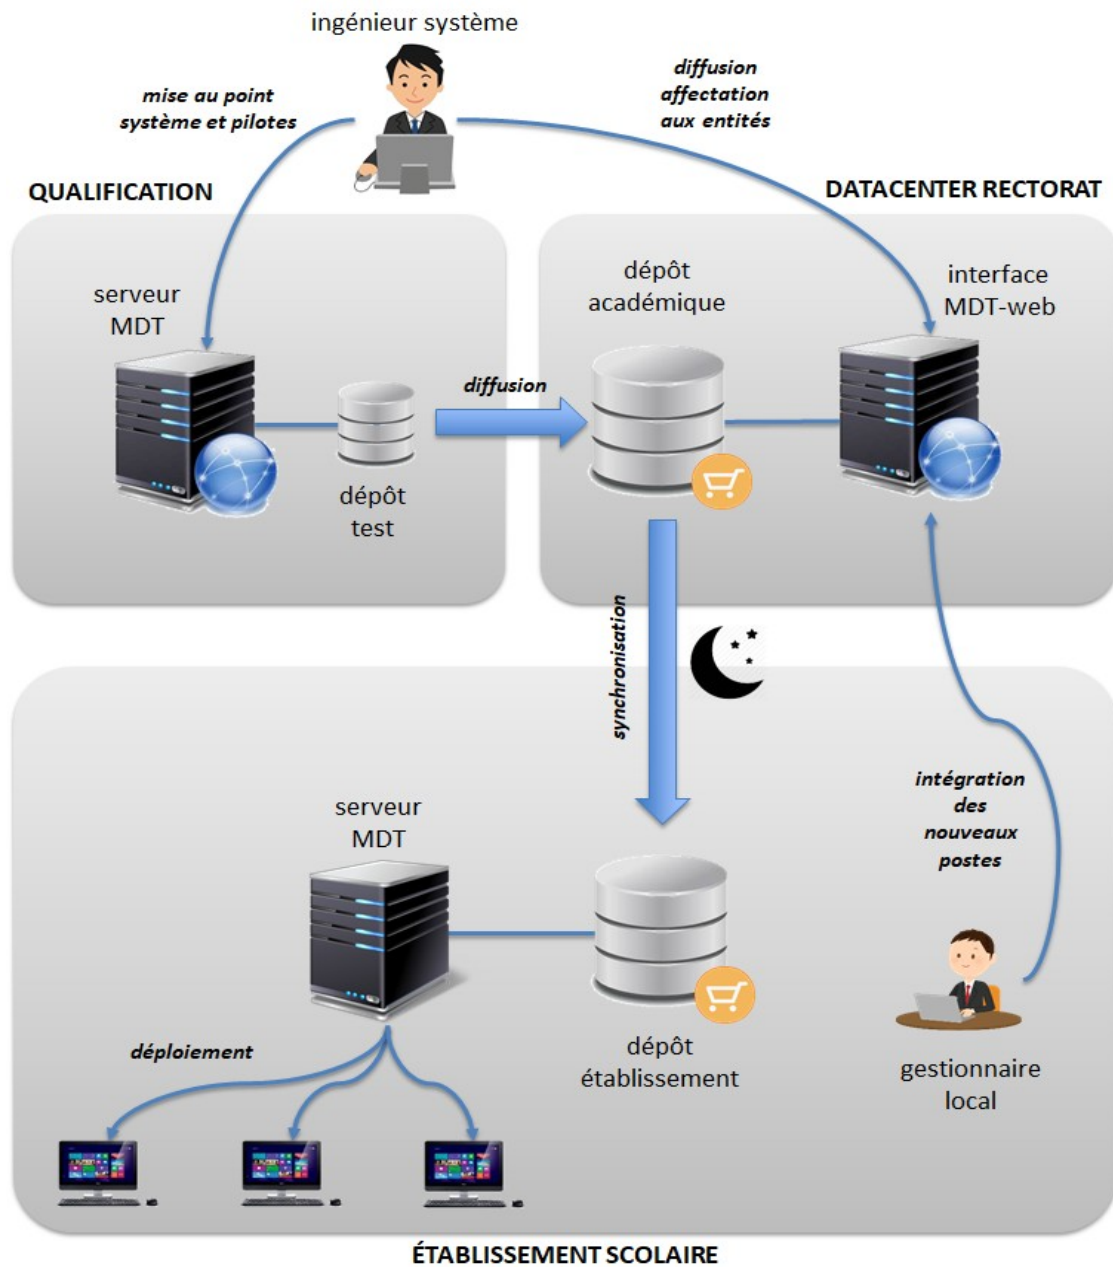 ingénieur système
mise au point
système et pilotes
diffusion
affectation
aux entités
QUALIFICATION
DATACENTER RECTORAT
serveur
MDT
dépôt
test
diffusion
dépôt
académique
interface
MDT-web
synchronisation
serveur
MDT
intégration
des
nouveaux
postes
déploiement
dépôt
établissement
gestionnaire
local
ÉTABLISSEMENT SCOLAIRE